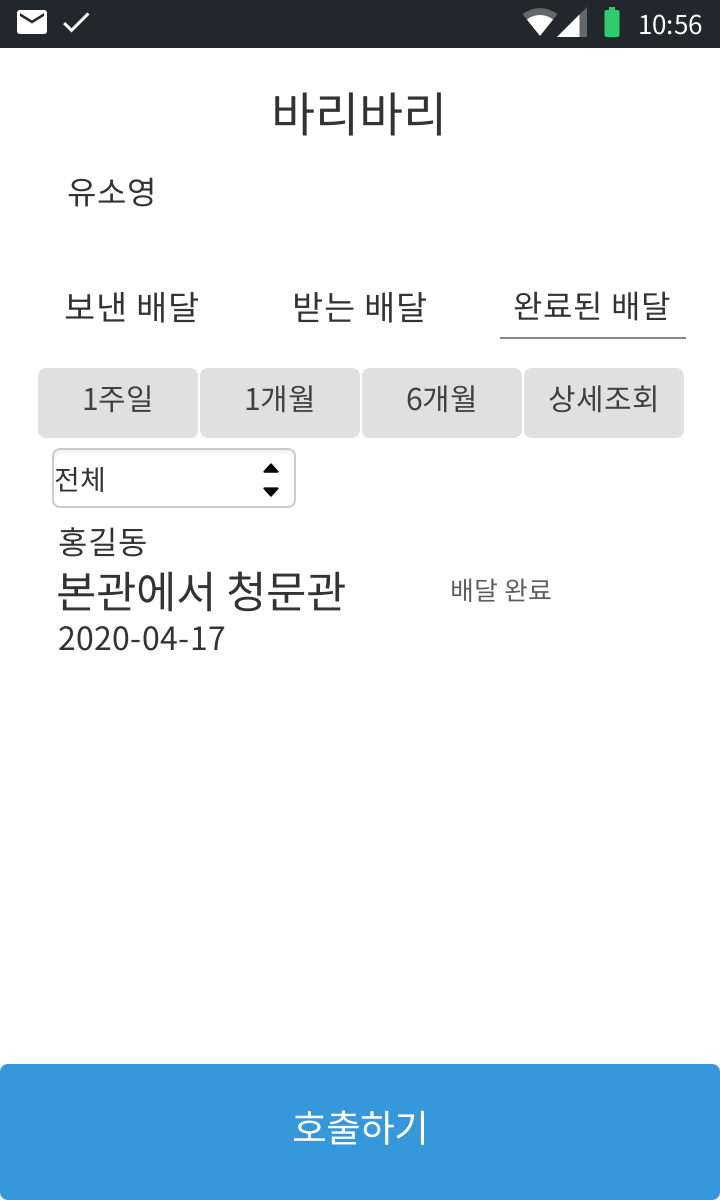 10:56
바리바리
유소영
보낸 배달 받는 배달 완료된 배달
1주일 1개월 6개월 상세조회
전체
홍길동
본관에서 청문관
배달 완료
2020-04-17
호출하기